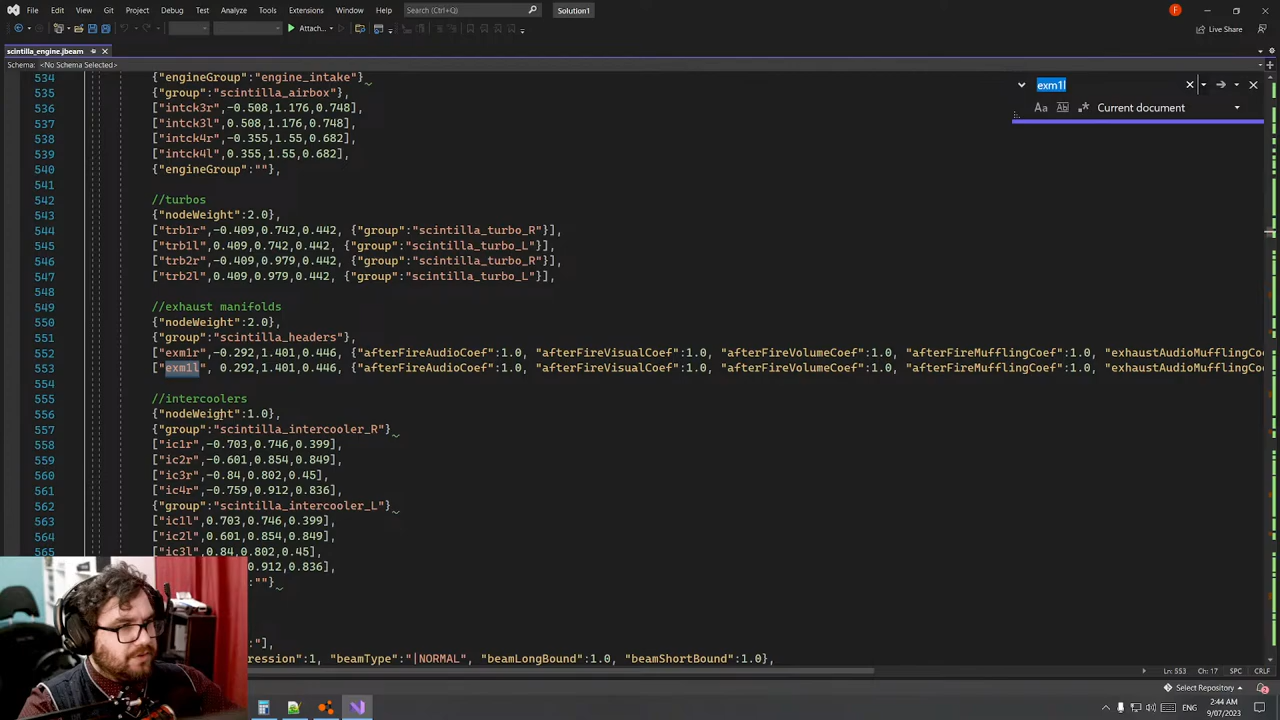 File Edit View Git Project Debug Test Analyze Tools Extensions Window Help Search (Ctrl+Q) Solution1 F
Attach... Live Share
scintilla_engine.jbeam
Schema: <No Schema Selected>
exm1l
Aa Current document
534 {"engineGroup":"engine_intake"}
535 {"group":"scintilla_airbox"},
536 ["intck3r",-0.508,1.176,0.748],
537 ["intck3l",0.508,1.176,0.748],
538 ["intck4r",-0.355,1.55,0.682],
539 ["intck4l",0.355,1.55,0.682],
540 {"engineGroup":""},
541
542 //turbos
543 {"nodeWeight":2.0},
544 ["trb1r",-0.409,0.742,0.442, {"group":"scintilla_turbo_R"}],
545 ["trb1l",0.409,0.742,0.442, {"group":"scintilla_turbo_L"}],
546 ["trb2r",-0.409,0.979,0.442, {"group":"scintilla_turbo_R"}],
547 ["trb2l",0.409,0.979,0.442, {"group":"scintilla_turbo_L"}],
548
549 //exhaust manifolds
550 {"nodeWeight":2.0},
551 {"group":"scintilla_headers"},
552 ["exm1r",-0.292,1.401,0.446, {"afterFireAudioCoef":1.0, "afterFireVisualCoef":1.0, "afterFireVolumeCoef":1.0, "afterFireMufflingCoef":1.0, "exhaustAudioMufflingCo
553 ["exm1l", 0.292,1.401,0.446, {"afterFireAudioCoef":1.0, "afterFireVisualCoef":1.0, "afterFireVolumeCoef":1.0, "afterFireMufflingCoef":1.0, "exhaustAudioMufflingCo
554
555 //intercoolers
556 {"nodeWeight":1.0},
557 {"group":"scintilla_intercooler_R"}
558 ["ic1r",-0.703,0.746,0.399],
559 ["ic2r",-0.601,0.854,0.849],
560 ["ic3r",-0.84,0.802,0.45],
561 ["ic4r",-0.759,0.912,0.836],
562 {"group":"scintilla_intercooler_L"}
563 ["ic1l",0.703,0.746,0.399],
564 ["ic2l",0.601,0.854,0.849],
565 ["ic3l",0.84,0.802,0.45],
.912,0.836],
:""}
:"],
ression":1, "beamType":"|NORMAL", "beamLongBound":1.0, "beamShortBound":1.0},
Ln: 553 Ch: 17 SPC CRLF
Select Repository
ENG 2:44 AM
9/07/2023